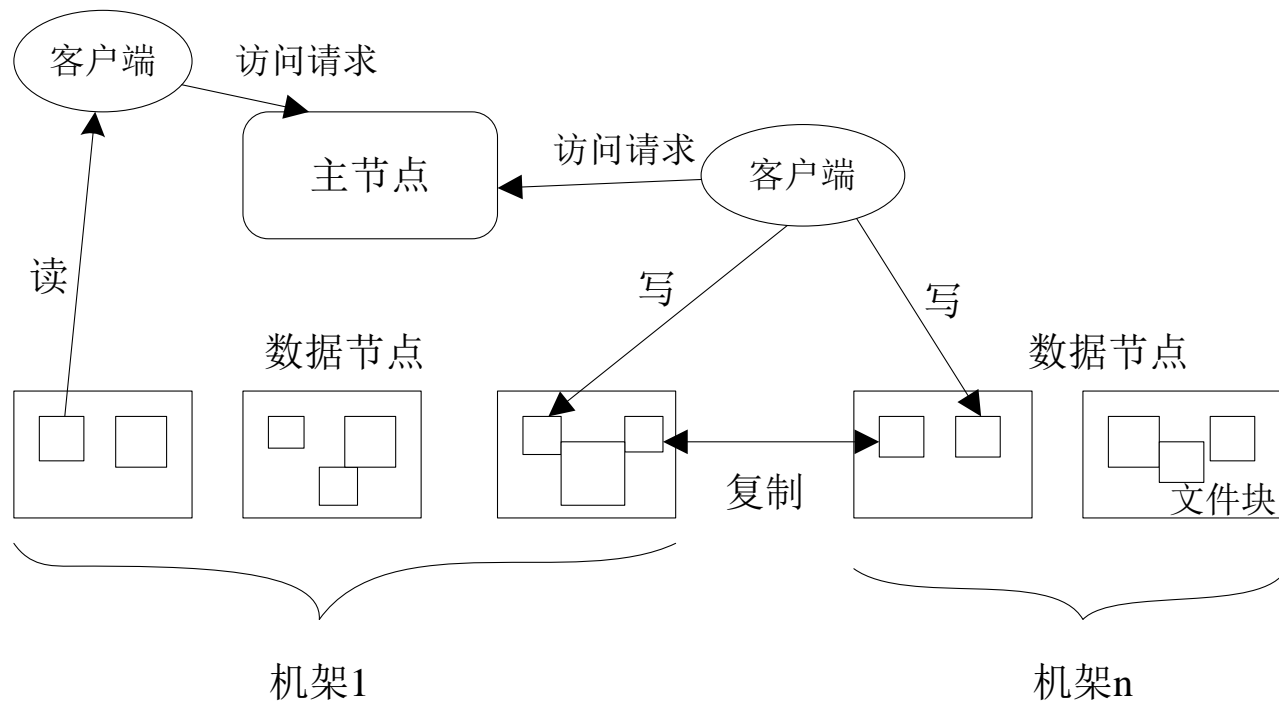 客户端
访问请求
主节点
访问请求
客户端
读
写
写
数据节点
数据节点
复制
文件块
机架1
机架n